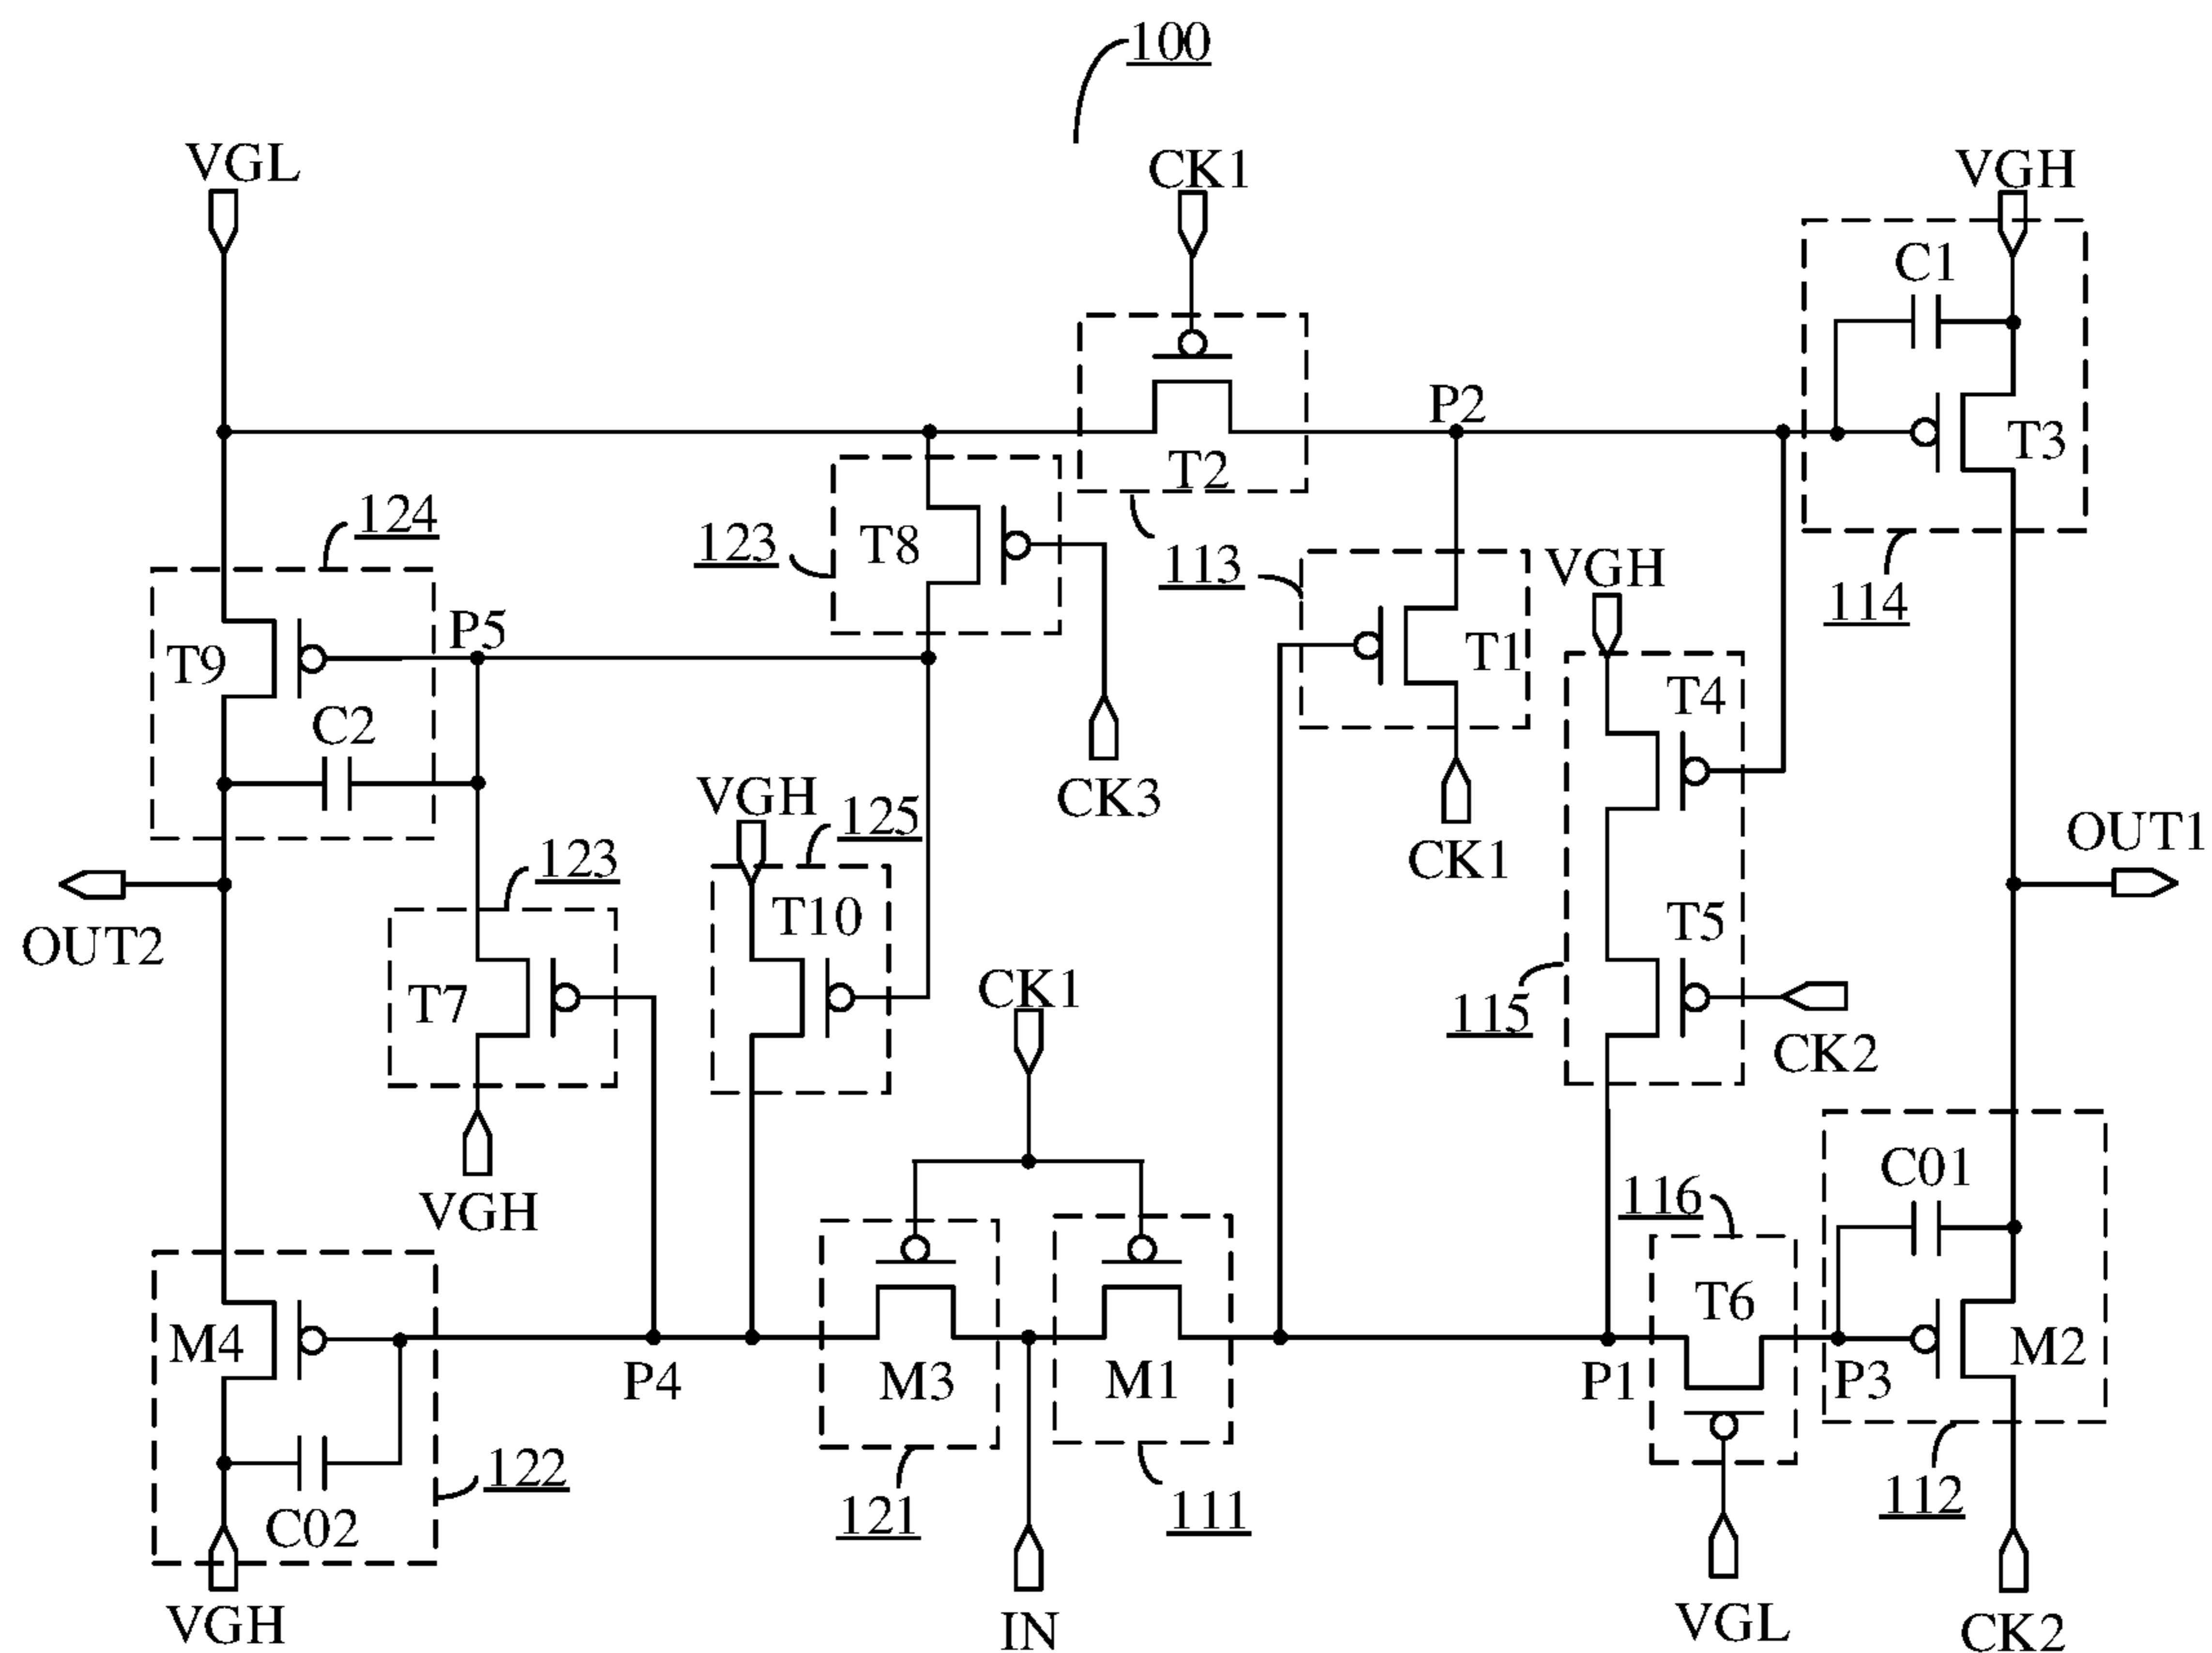 100
VGL
CK1
VGH
C1
P2
T3
T2
124
T8
123
113
113
VGH
114
P5
T9
T1
T4
C2
VGH
125
CK3
CK1
OUT1
123
T10
T5
OUT2
T7
CK1
115
CK2
VGH
C01
116
T6
M4
P4
M3
M1
P1
P3
M2
122
C02
121
111
112
VGH
IN
VGL
CK2